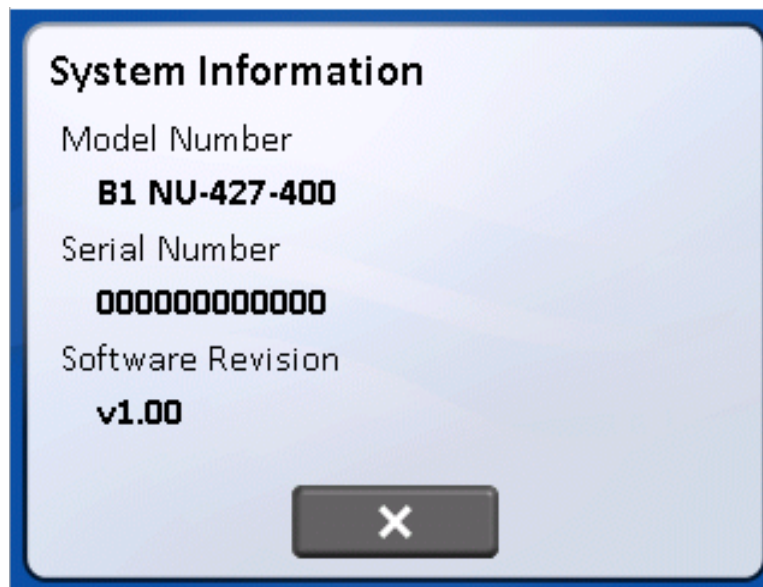 System Information
Model Number
B1 NU-427-400
Serial Number
000000000000
Software Revision
v1.00